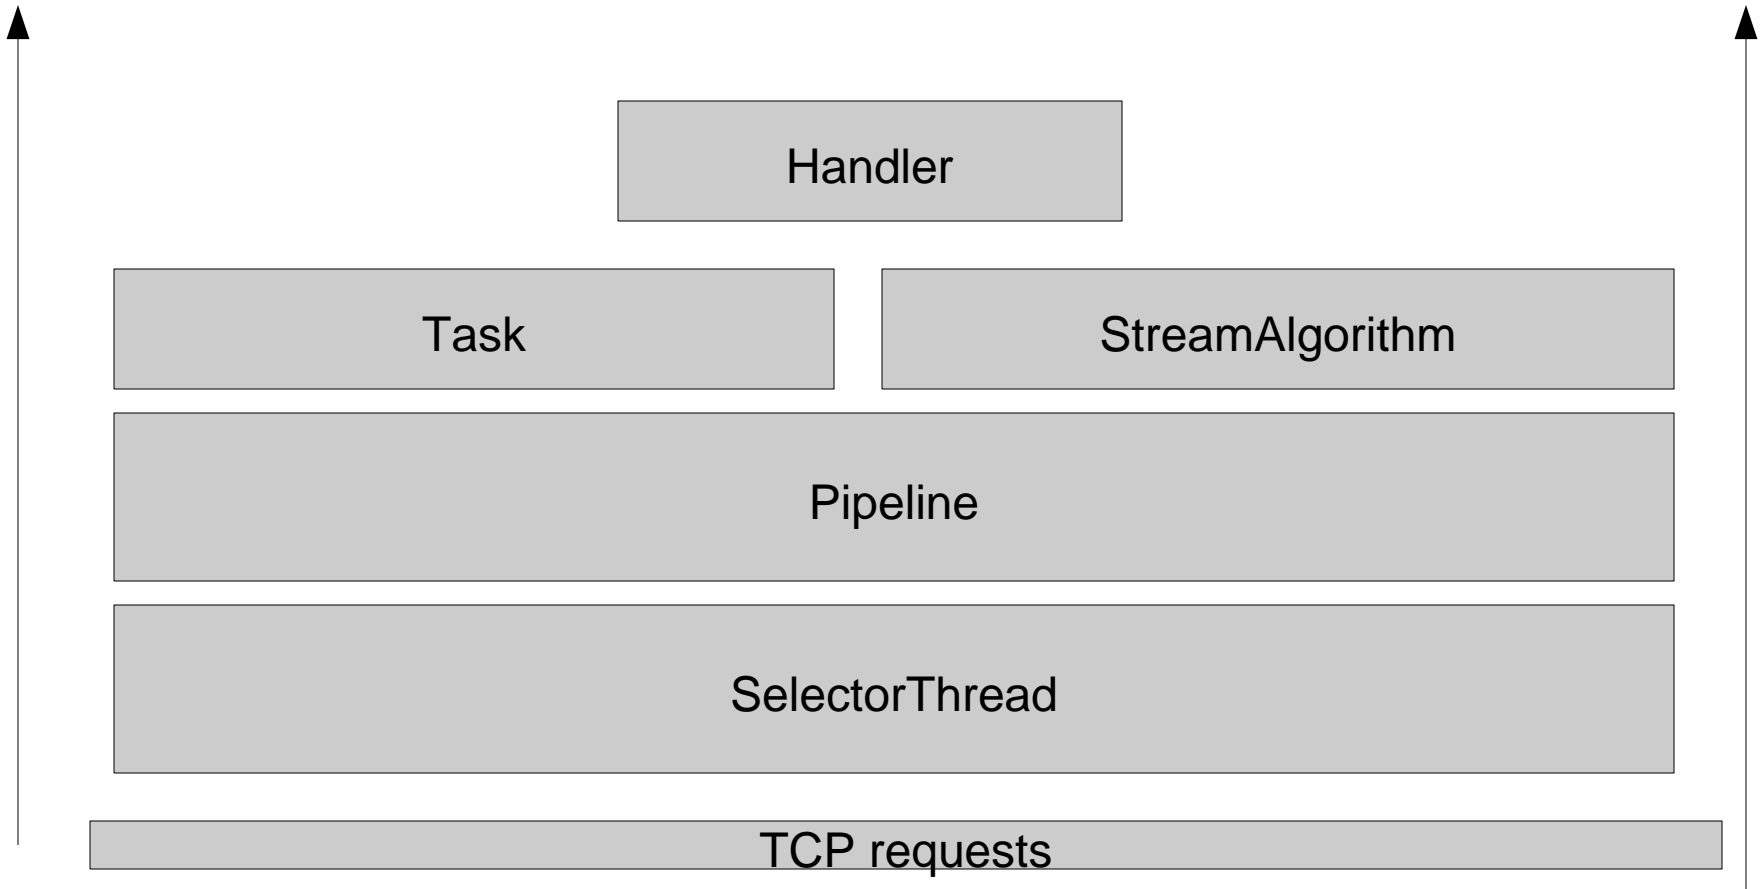 Handler
Task
StreamAlgorithm
Pipeline
SelectorThread
TCP requests